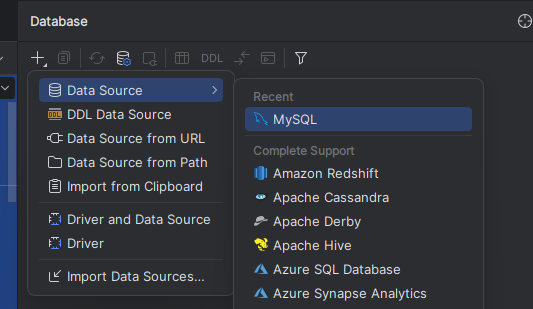 Database
DDL
Data Source
DDL Data Source
Data Source from URL
Data Source from Path
Import from Clipboard
Driver and Data Source
Driver
Import Data Sources...
Recent
MySQL
Complete Support
Amazon Redshift
Apache Cassandra
Apache Derby
Apache Hive
Azure SQL Database
Azure Synapse Analytics